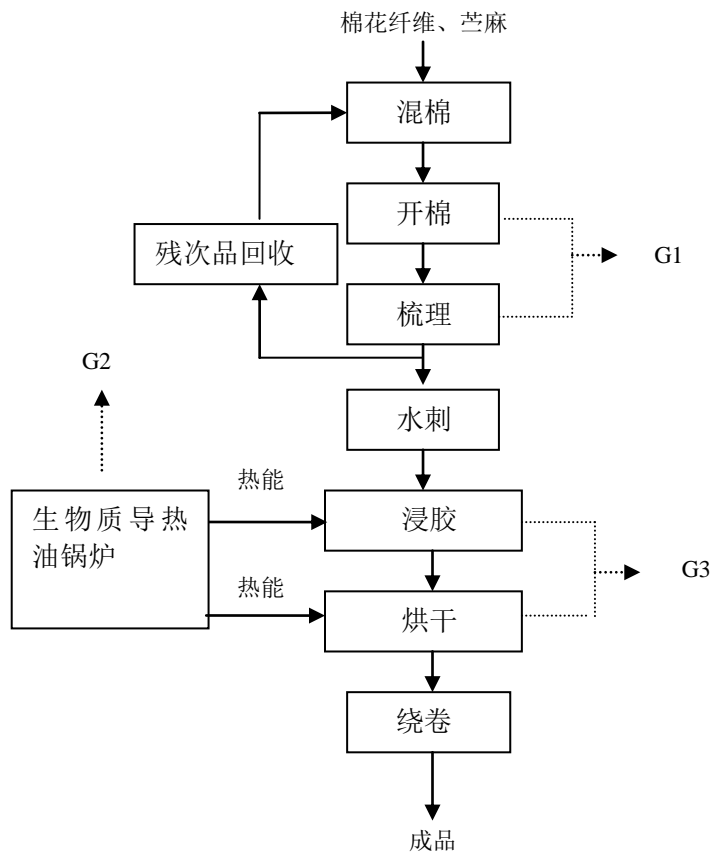 棉花纤维、苎麻
混棉
开棉
残次品回收
G1
梳理
G2
水刺
热能
生物质导热
油锅炉
浸胶
G3
热能
烘干
绕卷
成品